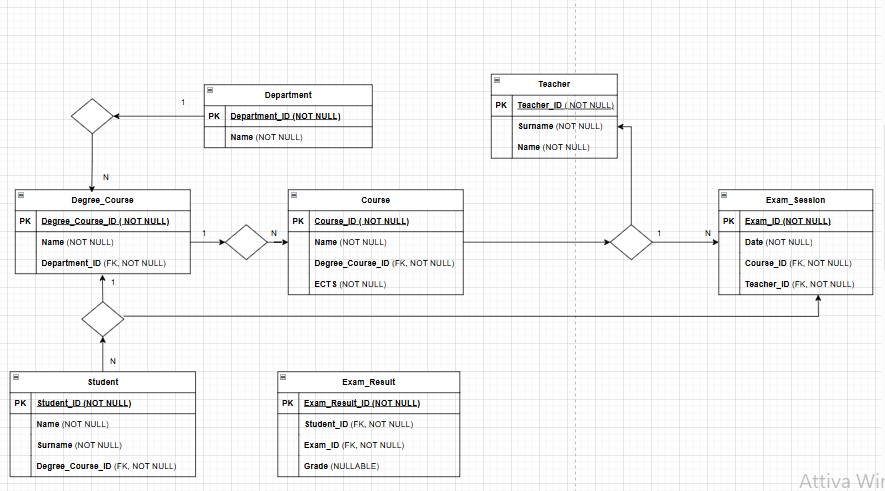 Department
PK Department_ID (NOT NULL)
Name (NOT NULL)
1
N
Teacher
PK Teacher_ID ( NOT NULL)
Surname (NOT NULL)
Name (NOT NULL)
Degree_Course
PK Degree_Course_ID ( NOT NULL)
Name (NOT NULL)
Department_ID (FK, NOT NULL)
1
N
Course
PK Course_ID ( NOT NULL)
Name (NOT NULL)
Degree_Course_ID (FK, NOT NULL)
ECTS (NOT NULL)
1
N
Exam_Session
PK Exam_ID (NOT NULL)
Date (NOT NULL)
Course_ID (FK, NOT NULL)
Teacher_ID (FK, NOT NULL)
1
N
Student
PK Student_ID (NOT NULL)
Name (NOT NULL)
Surname (NOT NULL)
Degree_Course_ID (FK, NOT NULL)
Exam_Result
PK Exam_Result_ID (NOT NULL)
Student_ID (FK, NOT NULL)
Exam_ID (FK, NOT NULL)
Grade (NULLABLE)
Attiva Win